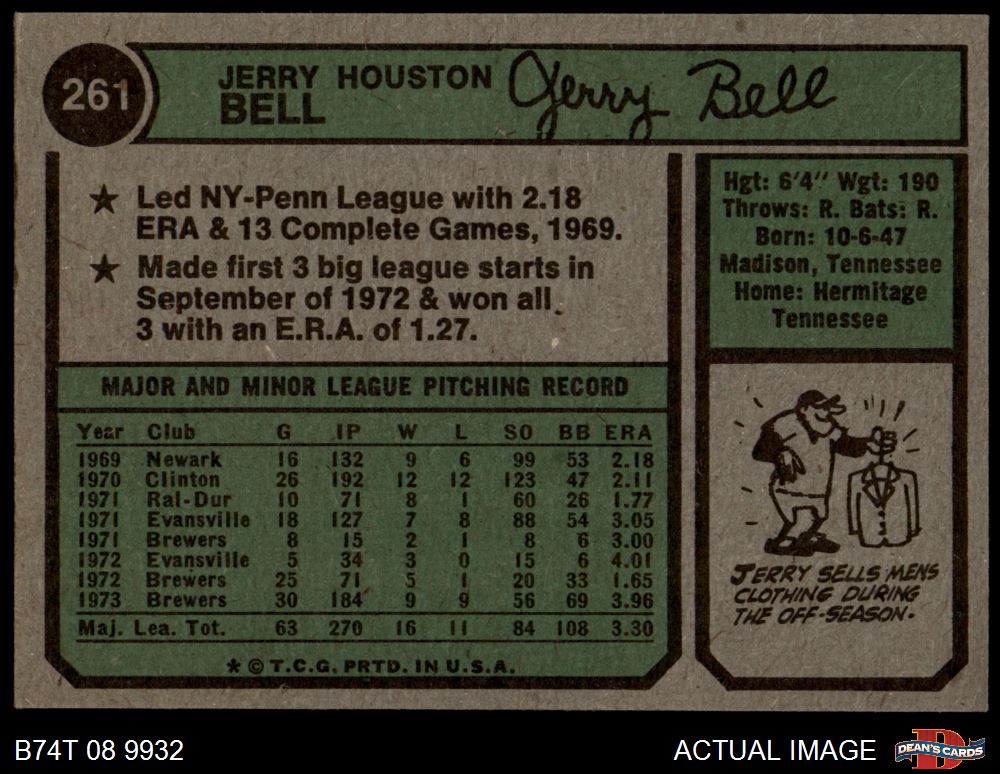 261
JERRY HOUSTON
BELL
Jerry Bell
★ Led NY-Penn League with 2.18
ERA & 13 Complete Games, 1969.
★ Made first 3 big league starts in
September of 1972 & won all
3 with an E.R.A. of 1.27.
Hgt: 6'4" Wgt: 190
Throws: R. Bats: R.
Born: 10-6-47
Madison, Tennessee
Home: Hermitage
Tennessee
MAJOR AND MINOR LEAGUE PITCHING RECORD
Year Club G IP W L SO BB ERA
1969 Newark 16 132 9 6 99 53 2.18
1970 Clinton 26 192 12 12 123 47 2.11
1971 Ral-Dur 10 71 8 1 60 26 1.77
1971 Evansville 18 127 7 8 88 54 3.05
1971 Brewers 8 15 2 1 8 6 3.00
1972 Evansville 5 34 3 0 15 6 4.01
1972 Brewers 25 71 5 1 20 33 1.65
1973 Brewers 30 184 9 9 56 69 3.96
Maj. Lea. Tot. 63 270 16 11 84 108 3.30
★ © T.C.G. PRTD. IN U.S.A.
JERRY SELLS MENS
CLOTHING DURING
THE OFF-SEASON.
B74T 08 9932
ACTUAL IMAGE
DEAN'S CARDS